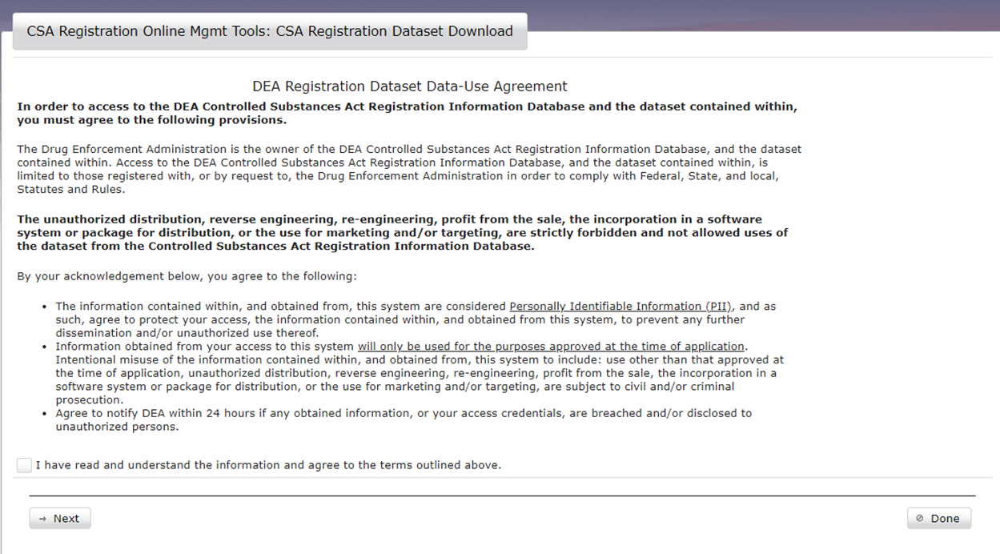 CSA Registration Online Mgmt Tools: CSA Registration Dataset Download
DEA Registration Dataset Data-Use Agreement
In order to access to the DEA Controlled Substances Act Registration Information Database and the dataset contained within,
you must agree to the following provisions.
The Drug Enforcement Administration is the owner of the DEA Controlled Substances Act Registration Information Database, and the dataset
contained within. Access to the DEA Controlled Substances Act Registration Information Database, and the dataset contained within, is
limited to those registered with, or by request to, the Drug Enforcement Administration in order to comply with Federal, State, and local,
Statutes and Rules.
The unauthorized distribution, reverse engineering, re-engineering, profit from the sale, the incorporation in a software
system or package for distribution, or the use for marketing and/or targeting, are strictly forbidden and not allowed uses of
the dataset from the Controlled Substances Act Registration Information Database.
By your acknowledgement below, you agree to the following:
• The information contained within, and obtained from, this system are considered Personally Identifiable Information (PII), and as
such, agree to protect your access, the information contained within, and obtained from this system, to prevent any further
dissemination and/or unauthorized use thereof.
• Information obtained from your access to this system will only be used for the purposes approved at the time of application.
Intentional misuse of the information contained within, and obtained from, this system to include: use other than that approved at
the time of application, unauthorized distribution, reverse engineering, re-engineering, profit from the sale, the incorporation in a
software system or package for distribution, or the use for marketing and/or targeting, are subject to civil and/or criminal
prosecution.
• Agree to notify DEA within 24 hours if any obtained information, or your access credentials, are breached and/or disclosed to
unauthorized persons.
I have read and understand the information and agree to the terms outlined above.
Next
Done